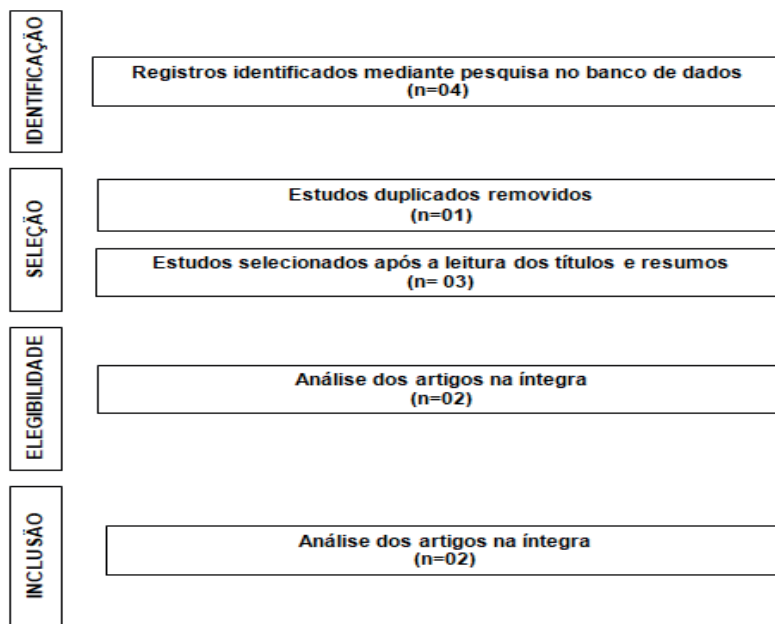 IDENTIFICAÇÃO
Registros identificados mediante pesquisa no banco de dados
(n=04)
SELEÇÃO
Estudos duplicados removidos
(n=01)
Estudos selecionados após a leitura dos títulos e resumos
(n= 03)
ELEGIBILIDADE
Análise dos artigos na íntegra
(n=02)
INCLUSÃO
Análise dos artigos na íntegra
(n=02)